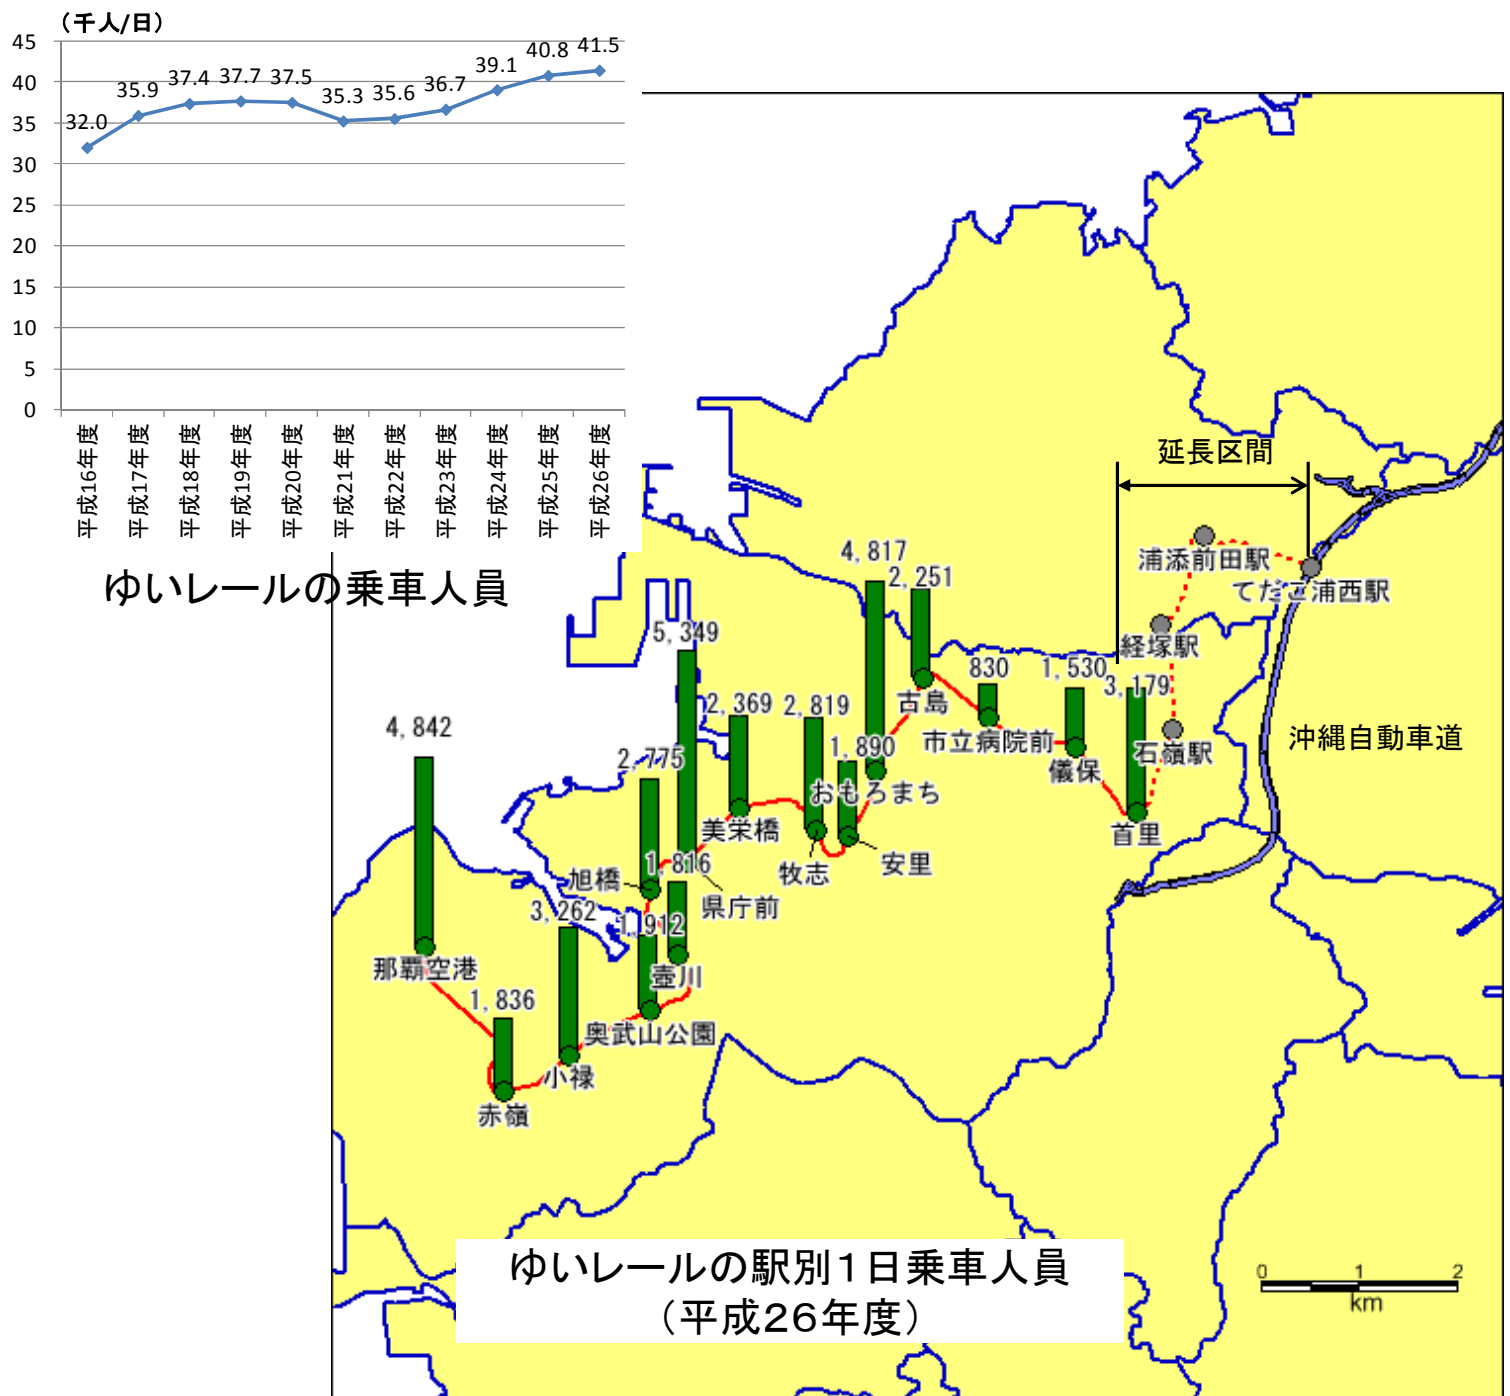 （千人/日）
45
40
35
30
25
20
15
10
5
0
32.0
35.9
37.4
37.7
37.5
35.3
35.6
36.7
39.1
40.8
41.5
平成16年度
平成17年度
平成18年度
平成19年度
平成20年度
平成21年度
平成22年度
平成23年度
平成24年度
平成25年度
平成26年度
ゆいレールの乗車人員
延長区間
浦添前田駅
てだこ浦西駅
経塚駅
石嶺駅
沖縄自動車道
4,842
那覇空港
1,836
赤嶺
3,262
小禄
1,912
奥武山公園
1,816
壺川
2,775
旭橋
5,349
県庁前
2,369
美栄橋
2,819
牧志
1,890
安里
4,817
おもろまち
2,251
古島
830
市立病院前
1,530
儀保
3,179
首里
ゆいレールの駅別1日乗車人員
（平成26年度）
0 1 2
km